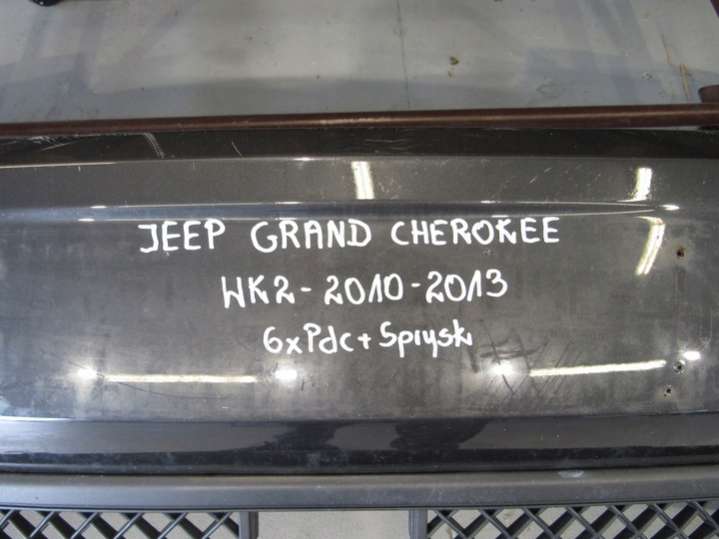 JEEP GRAND CHEROKEE
WK2-2010-2013
6xPdc+Spryski